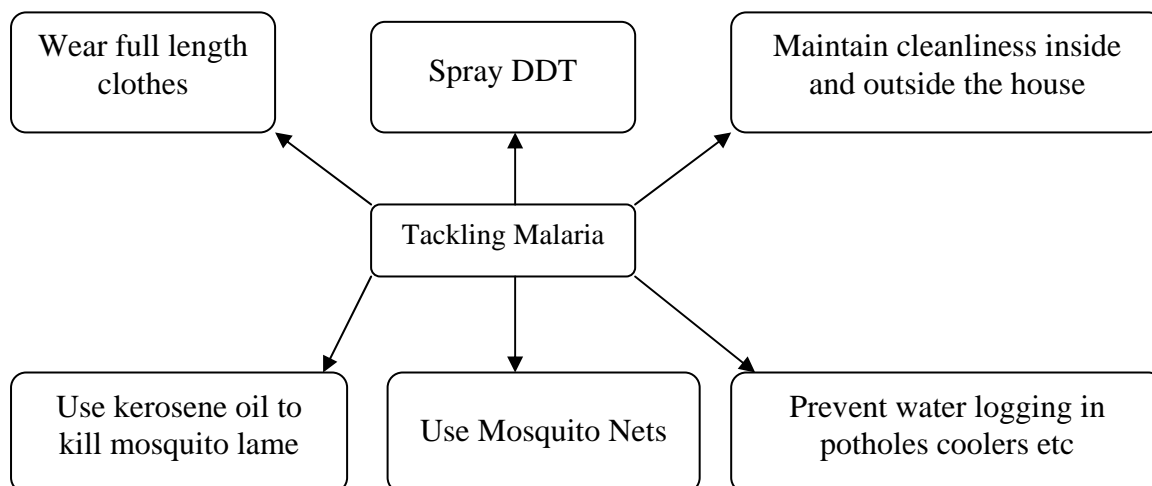 Wear full length
clothes
Spray DDT
Maintain cleanliness inside
and outside the house
Tackling Malaria
Use kerosene oil to
kill mosquito lame
Use Mosquito Nets
Prevent water logging in
potholes coolers etc